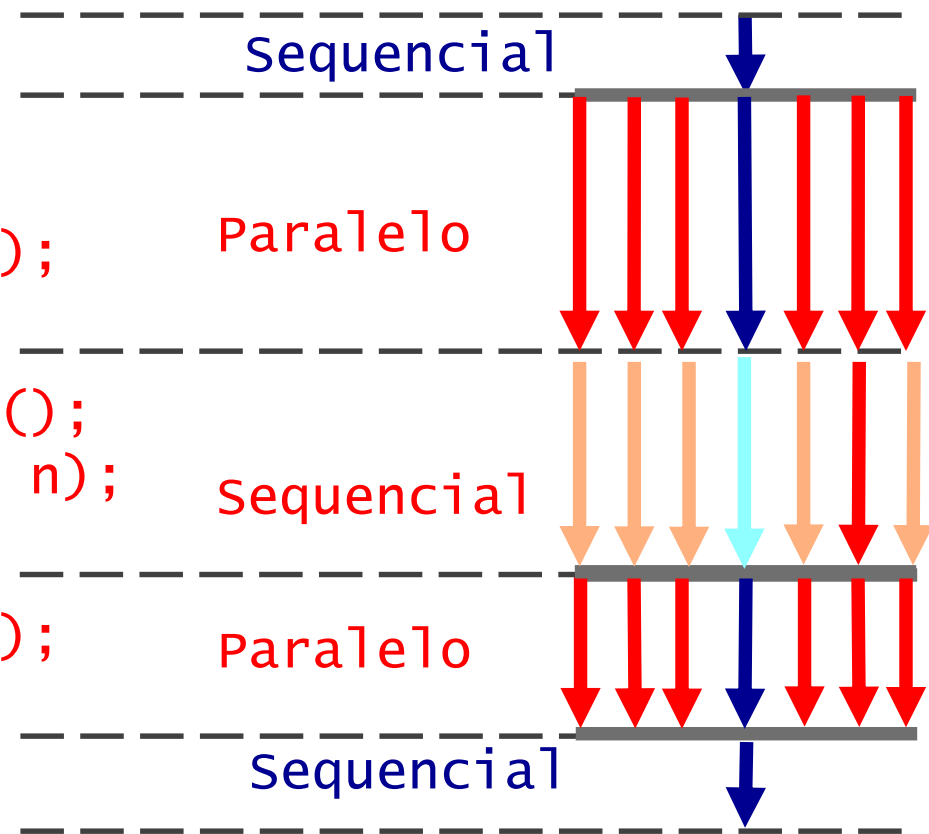 Sequencial
Paralelo
);
();
n);
Sequencial
);
Paralelo
Sequencial